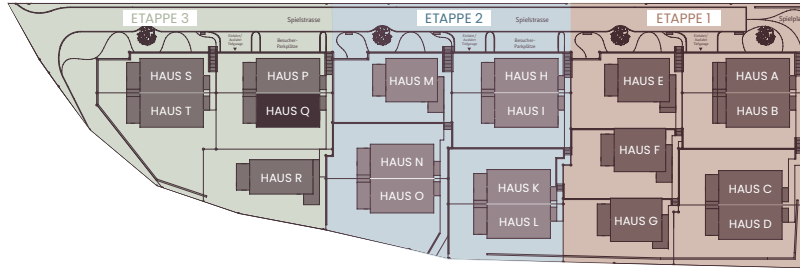 ETAPPE 3
Spielstrasse
ETAPPE 2
Spielstrasse
ETAPPE 1
Spielpla
Besucher-
Parkplätze
Besucher-
Parkplätze
HAUS S
HAUS T
HAUS P
HAUS Q
HAUS R
HAUS M
HAUS N
HAUS O
HAUS H
HAUS I
HAUS K
HAUS L
HAUS E
HAUS F
HAUS G
HAUS A
HAUS B
HAUS C
HAUS D